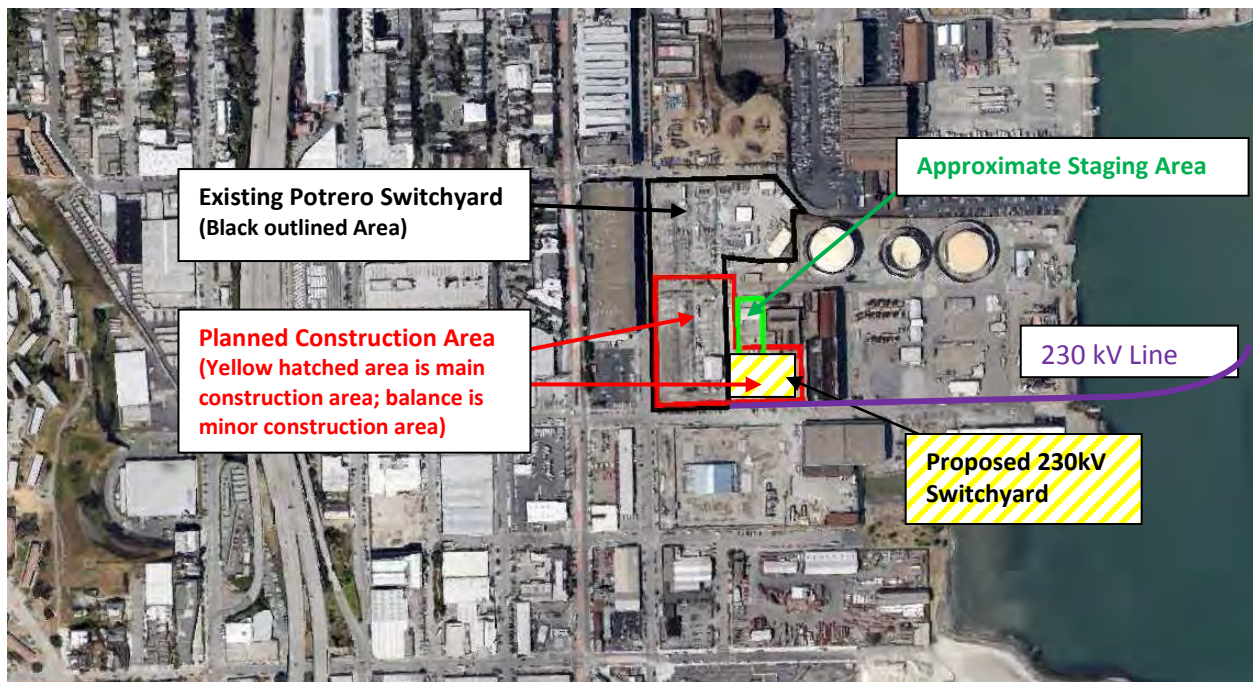 Existing Potrero Switchyard
(Black outlined Area)
Approximate Staging Area
Planned Construction Area
(Yellow hatched area is main
construction area; balance is
minor construction area)
230 kV Line
Proposed 230kV
Switchyard